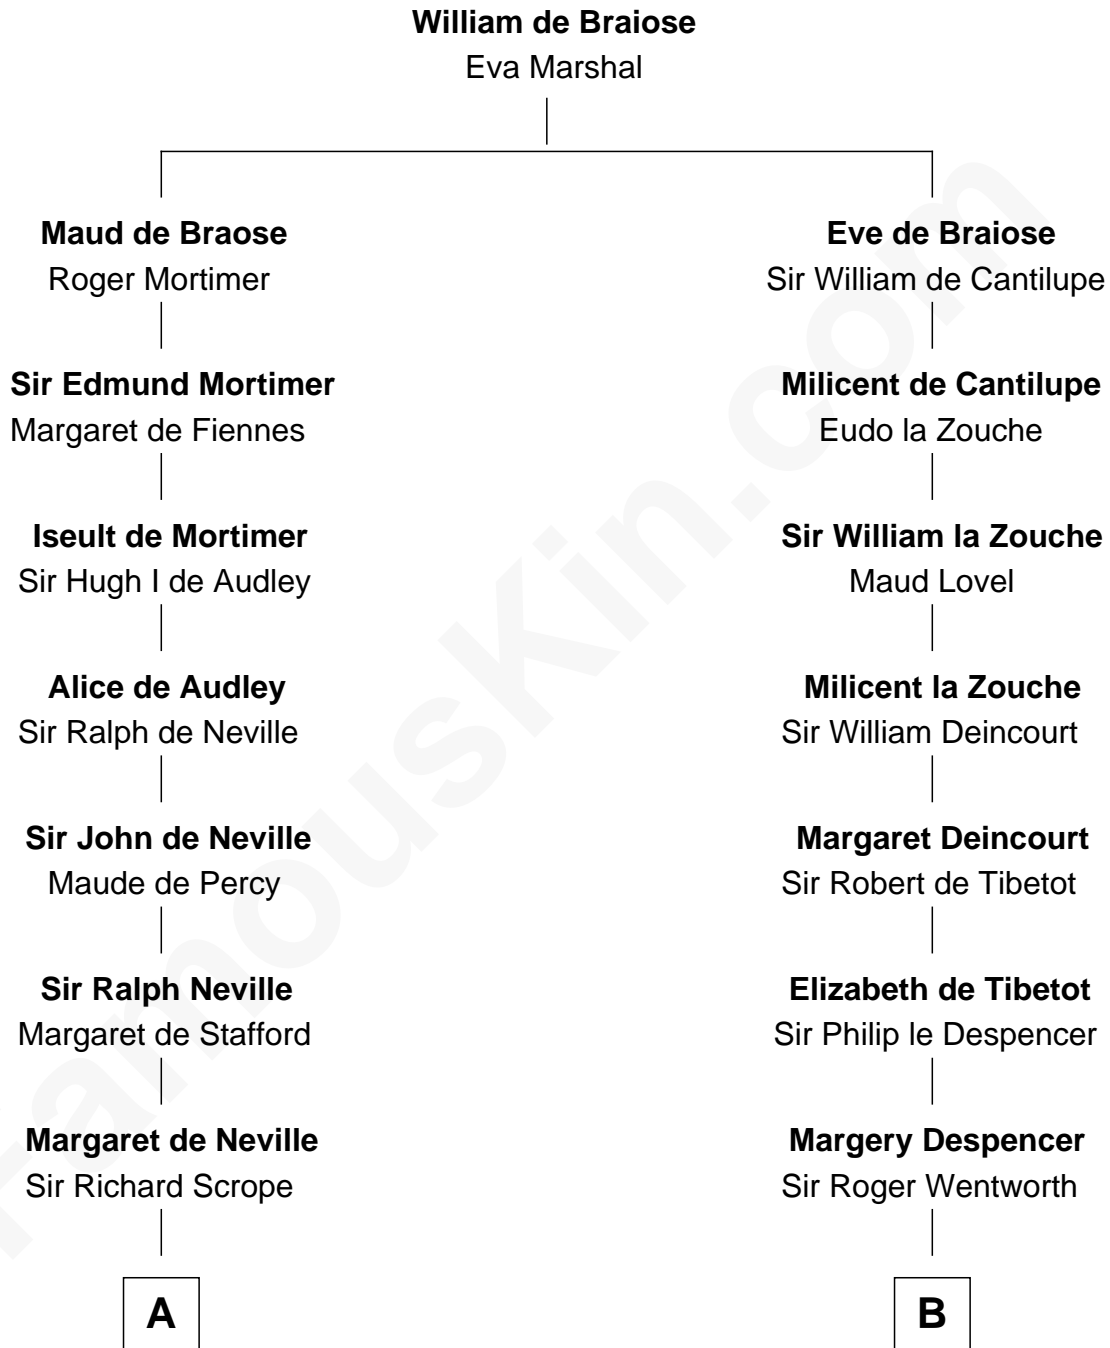 William de Braiose
Eva Marshal
Maud de Braose
Roger Mortimer
Eve de Braiose
Sir William de Cantilupe
Sir Edmund Mortimer
Margaret de Fiennes
Milicent de Cantilupe
Eudo la Zouche
Iseult de Mortimer
Sir Hugh I de Audley
Sir William la Zouche
Maud Lovel
Alice de Audley
Sir Ralph de Neville
Milicent la Zouche
Sir William Deincourt
Sir John de Neville
Maude de Percy
Margaret Deincourt
Sir Robert de Tibetot
Sir Ralph Neville
Margaret de Stafford
Elizabeth de Tibetot
Sir Philip le Despencer
Margaret de Neville
Sir Richard Scrope
Margery Despencer
Sir Roger Wentworth
A
B
FamousKin.com